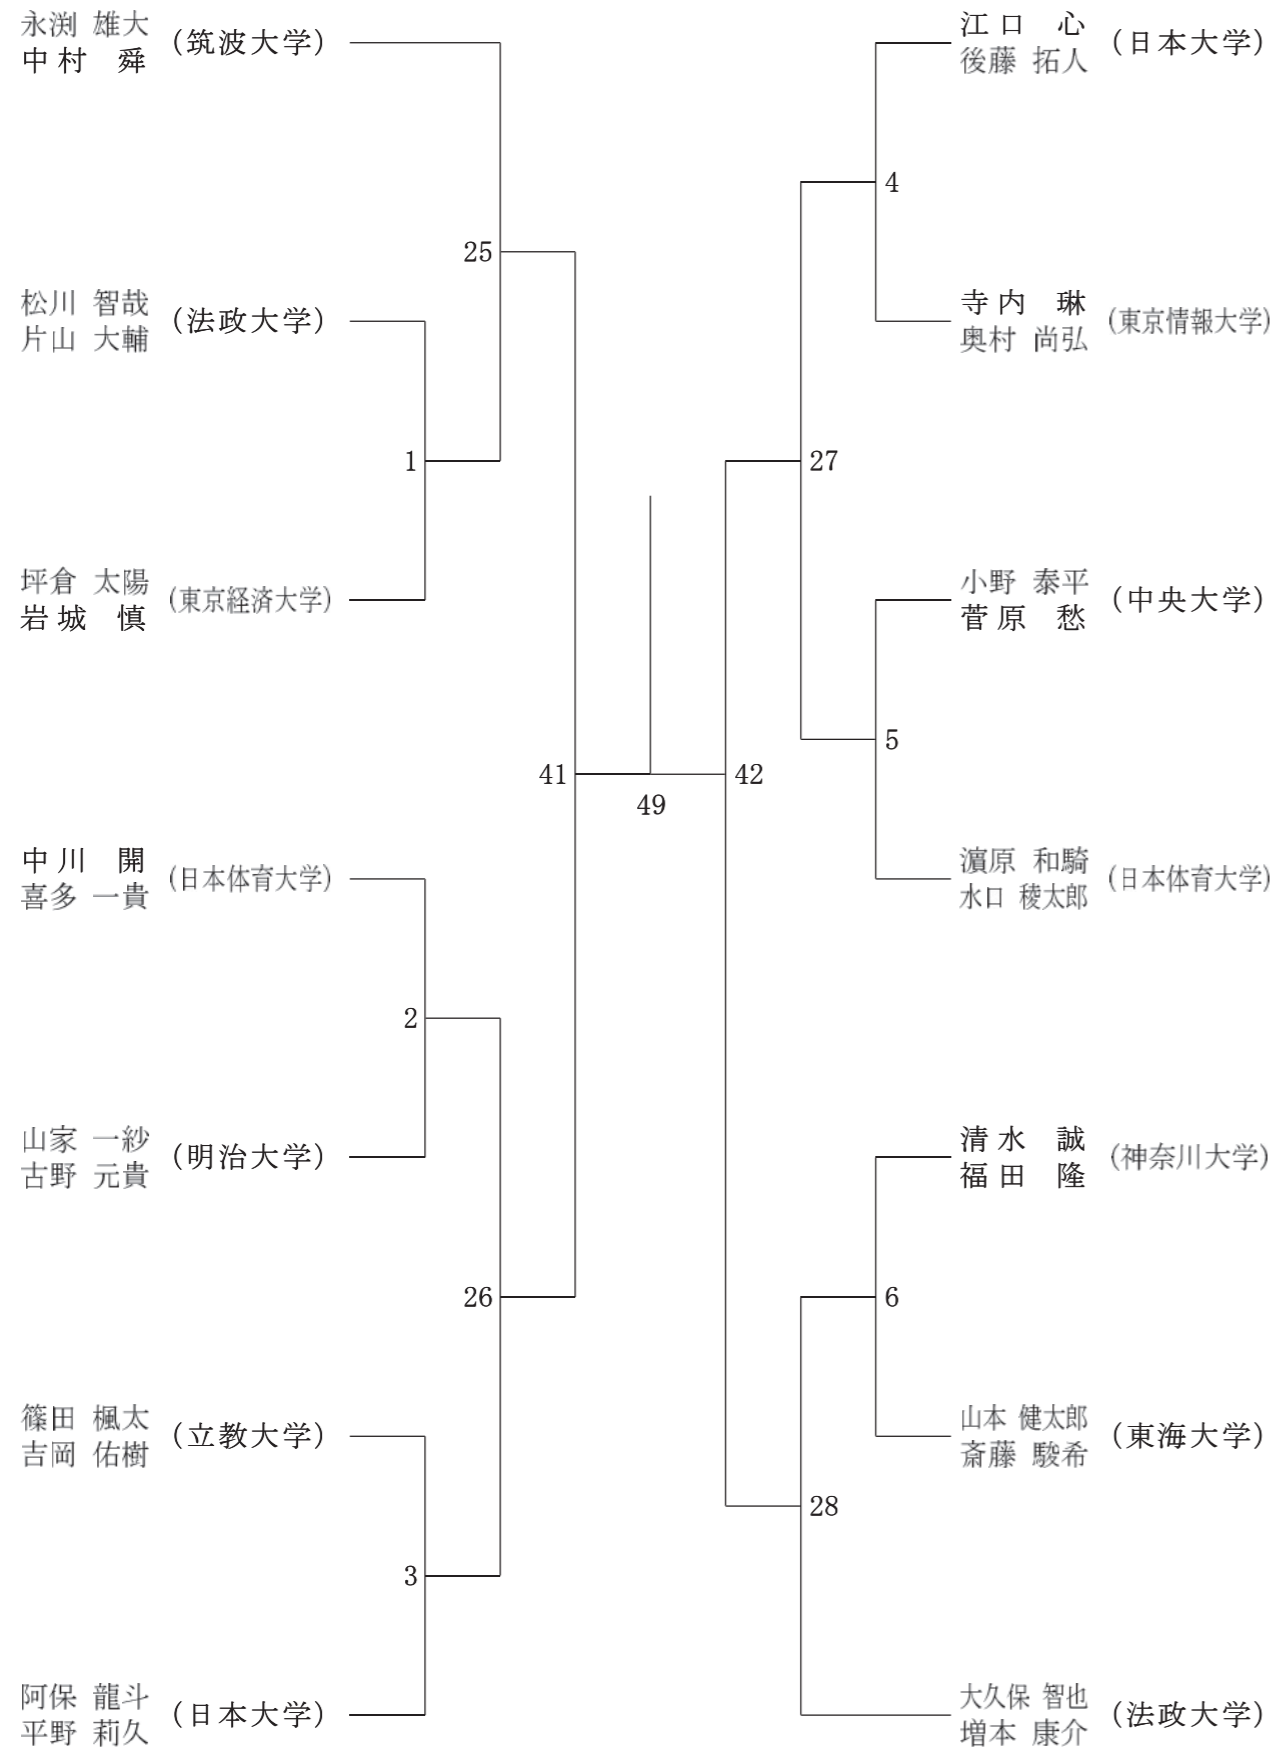 永渕 雄大
中村 舜
(筑波大学)
25
松川 智哉
片山 大輔
(法政大学)
1
坪倉 太陽
岩城 慎
(東京経済大学)
41
中川 開
喜多 一貴
(日本体育大学)
2
山家 一紗
古野 元貴
(明治大学)
26
篠田 楓太
吉岡 佑樹
(立教大学)
3
阿保 龍斗
平野 莉久
(日本大学)
49
江口 心
後藤 拓人
(日本大学)
4
寺内 琳
奥村 尚弘
(東京情報大学)
27
小野 泰平
菅原 愁
(中央大学)
5
濵原 和騎
水口 稜太郎
(日本体育大学)
42
清水 誠
福田 隆
(神奈川大学)
6
山本 健太郎
斎藤 駿希
(東海大学)
28
大久保 智也
増本 康介
(法政大学)